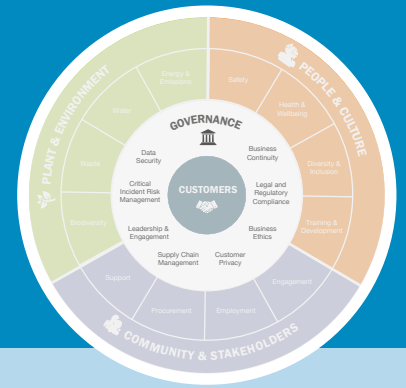 PLANT & ENVIRONMENT
Energy &
Emissions
Water
Waste
Biodiversity
PEOPLE & CULTURE
Safety
Health &
Wellbeing
Diversity &
Inclusion
Training &
Development
COMMUNITY & STAKEHOLDERS
Support
Procurement
Employment
Engagement
GOVERNANCE
Data
Security
Critical
Incident Risk
Management
Leadership &
Engagement
Supply Chain
Management
Customer
Privacy
Business
Ethics
Legal and
Regulatory
Compliance
Business
Continuity
CUSTOMERS